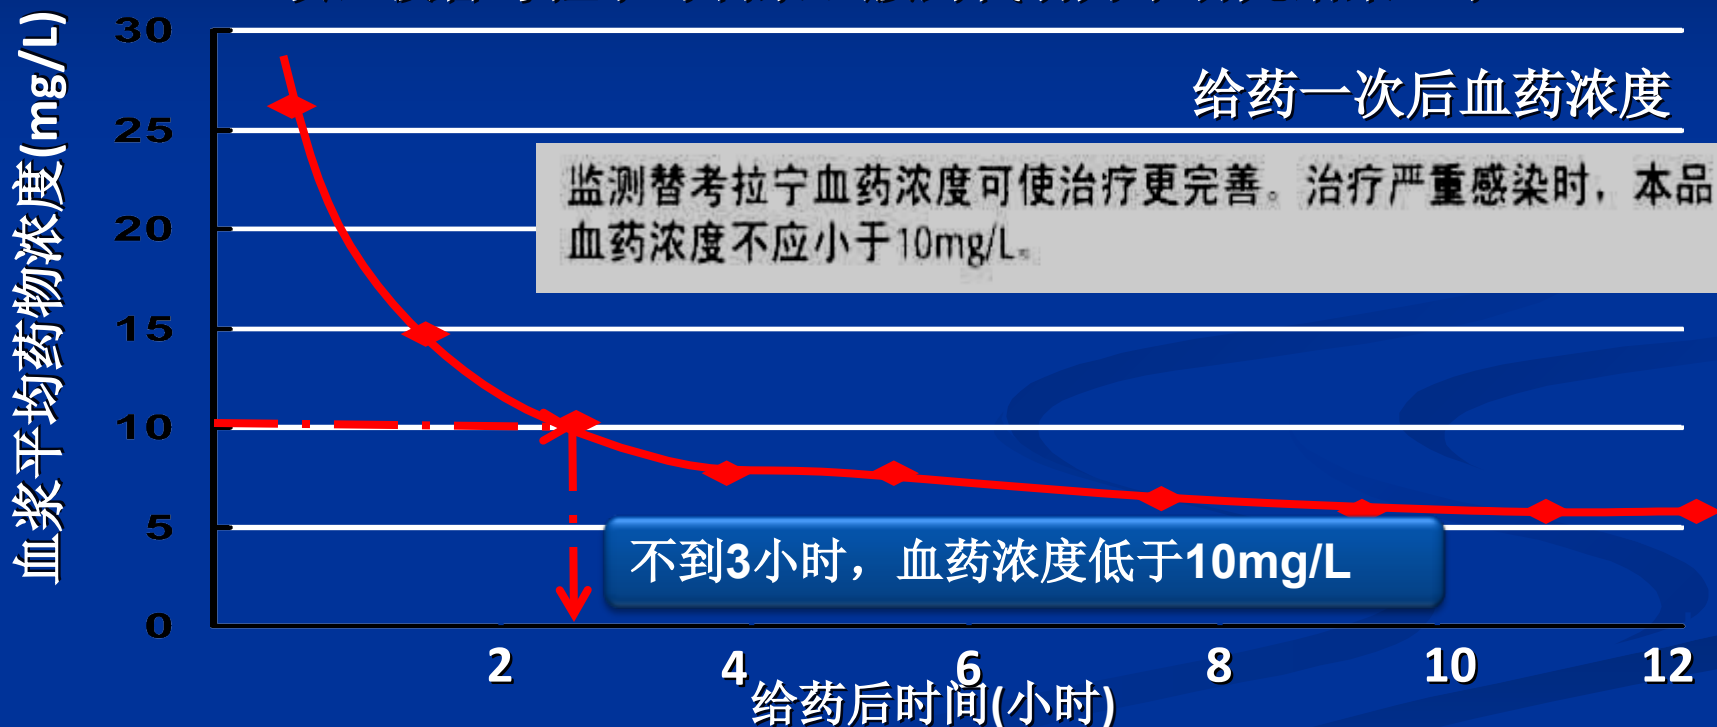 血浆平均药物浓度(mg/L)
30
25
20
15
10
5
0
给药一次后血药浓度
监测替考拉宁血药浓度可使治疗更完善。治疗严重感染时，本品
血药浓度不应小于10mg/L。
不到3小时，血药浓度低于10mg/L
2 4 6 8 10 12
给药后时间(小时)